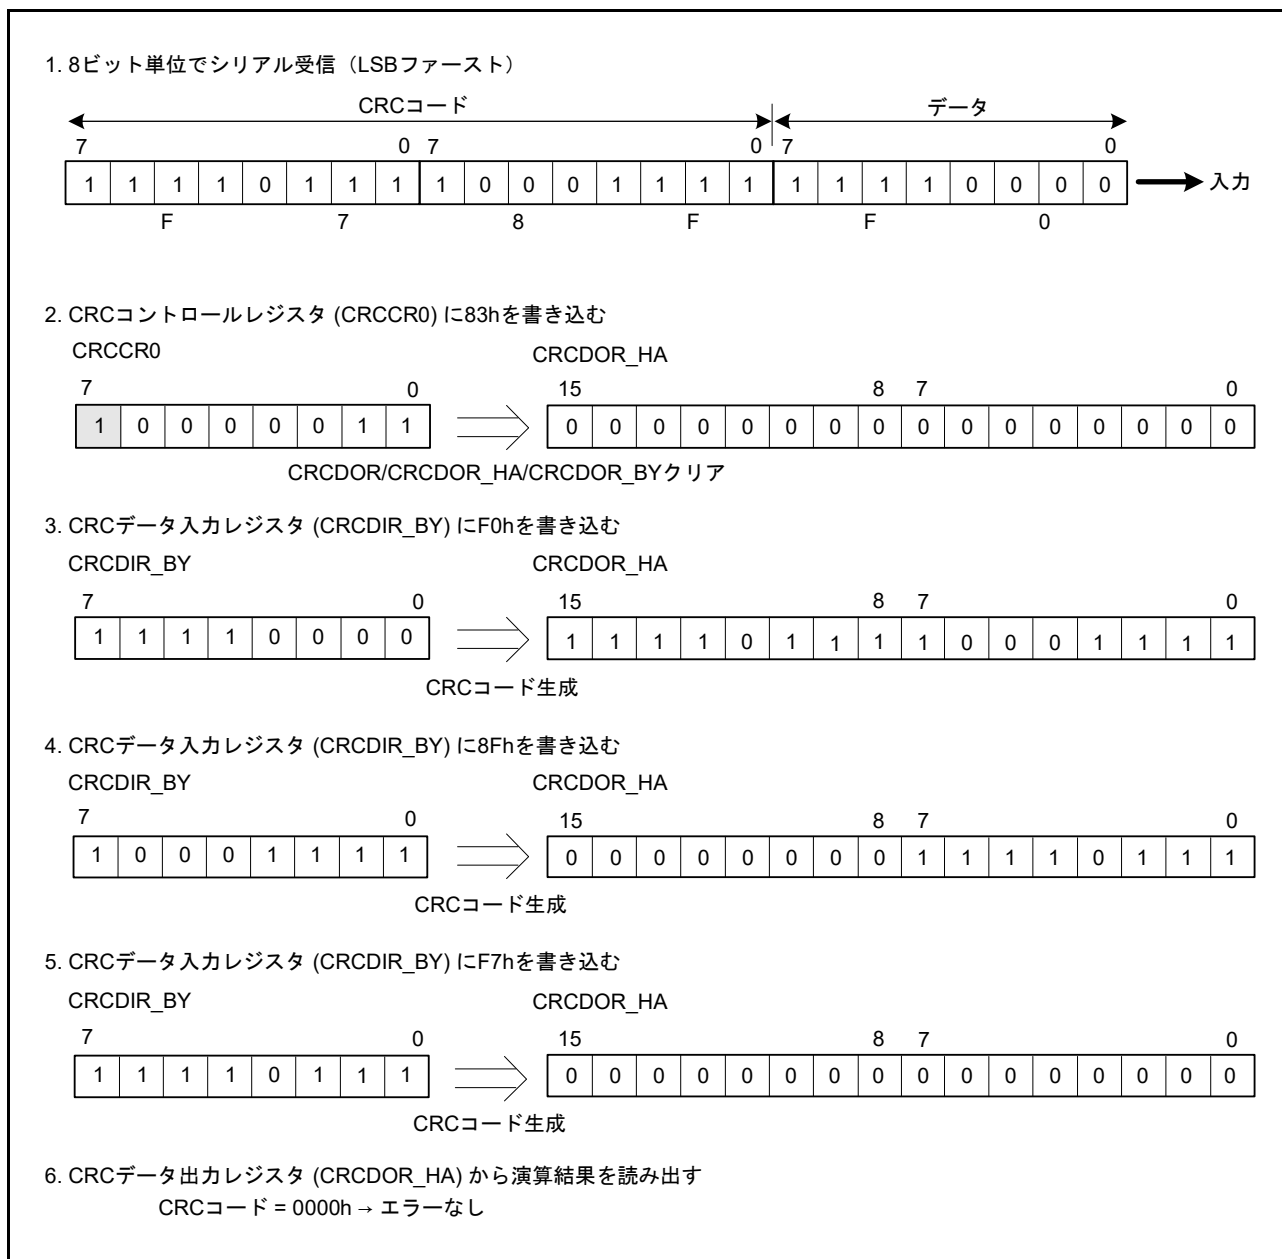 1. 8ビット単位でシリアル受信（LSBファースト）
CRCコード データ
7 0 7 0 7 0
1 1 1 1 0 1 1 1 1 0 0 0 1 1 1 1 1 1 1 1 0 0 0 0 入力
F 7 8 F F 0
2. CRCコントロールレジスタ (CRCCR0) に83hを書き込む
CRCCR0 CRCDOR_HA
7 0 15 8 7 0
1 0 0 0 0 0 1 1 0 0 0 0 0 0 0 0 0 0 0 0 0 0 0 0
CRCDOR/CRCDOR_HA/CRCDOR_BYクリア
3. CRCデータ入力レジスタ (CRCDIR_BY) にF0hを書き込む
CRCDIR_BY CRCDOR_HA
7 0 15 8 7 0
1 1 1 1 0 0 0 0 1 1 1 1 0 1 1 1 1 0 0 0 1 1 1 1
CRCコード生成
4. CRCデータ入力レジスタ (CRCDIR_BY) に8Fhを書き込む
CRCDIR_BY CRCDOR_HA
7 0 15 8 7 0
1 0 0 0 1 1 1 1 0 0 0 0 0 0 0 0 1 1 1 1 0 1 1 1
CRCコード生成
5. CRCデータ入力レジスタ (CRCDIR_BY) にF7hを書き込む
CRCDIR_BY CRCDOR_HA
7 0 15 8 7 0
1 1 1 1 0 1 1 1 0 0 0 0 0 0 0 0 0 0 0 0 0 0 0 0
CRCコード生成
6. CRCデータ出力レジスタ (CRCDOR_HA) から演算結果を読み出す
CRCコード = 0000h → エラーなし